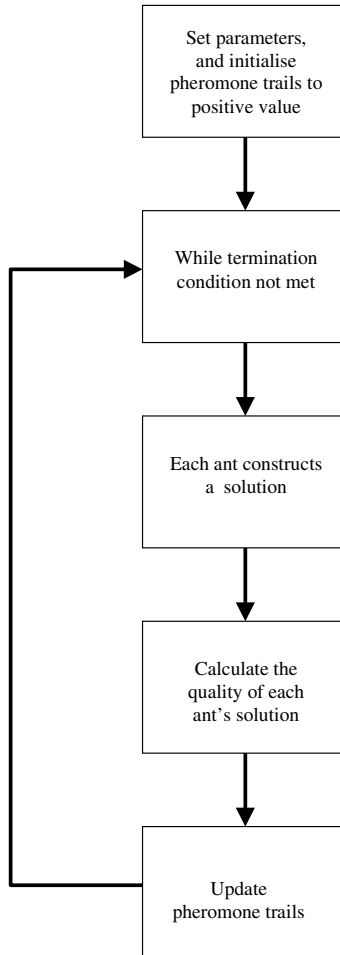 Set parameters,
and initialise
pheromone trails to
positive value
While termination
condition not met
Each ant constructs
a solution
Calculate the
quality of each
ant’s solution
Update
pheromone trails